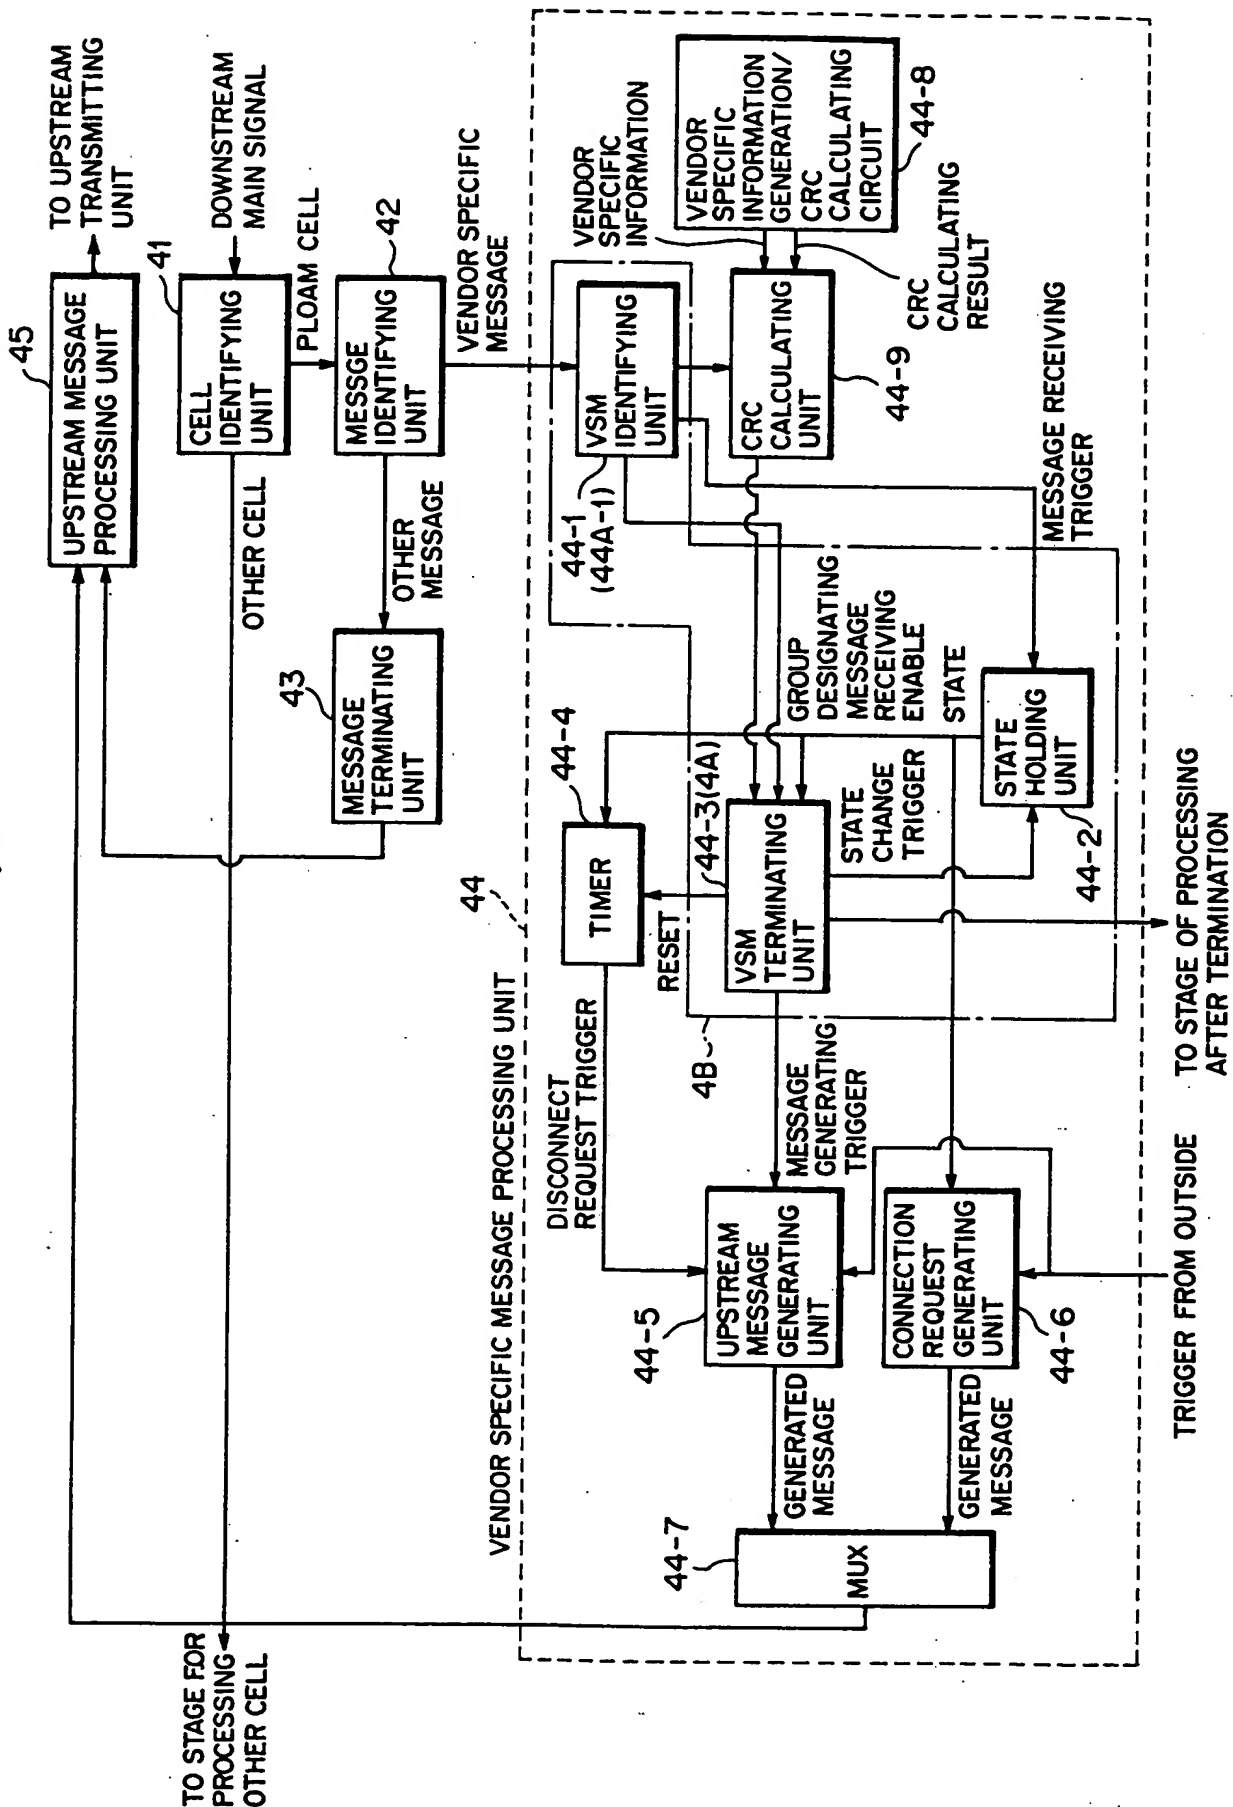 45
UPSTREAM MESSAGE
PROCESSING UNIT
TO UPSTREAM
TRANSMITTING
UNIT
41
CELL
IDENTIFYING
UNIT
DOWNSTREAM
MAIN SIGNAL
OTHER CELL
PLOAM CELL
TO STAGE FOR
PROCESSING
OTHER CELL
43
MESSAGE
TERMINATING
UNIT
OTHER
MESSAGE
MESSGE
IDENTIFYING
UNIT
42
VENDOR SPECIFIC
MESSAGE
VENDOR SPECIFIC MESSAGE PROCESSING UNIT
44
DISCONNECT
REQUEST TRIGGER
TIMER
44-4
RESET
44-1
(44A-1)
VSM
IDENTIFYING
UNIT
VENDOR
SPECIFIC
INFORMATION
VENDOR
SPECIFIC
INFORMATION
GENERATION/
CRC
CALCULATING
CIRCUIT
44-8
44-7
MUX
GENERATED
MESSAGE
44-5
UPSTREAM
MESSAGE
GENERATING
UNIT
MESSAGE
GENERATING
TRIGGER
4B
VSM
TERMINATING
UNIT
44-3(4A)
GROUP
DESIGNATING
MESSAGE
RECEIVING
ENABLE
CRC
CALCULATING
UNIT
44-9
CRC
CALCULATING
RESULT
STATE
CHANGE
TRIGGER
STATE
GENERATED
MESSAGE
CONNECTION
REQUEST
GENERATING
UNIT
44-6
44-2
STATE
HOLDING
UNIT
MESSAGE RECEIVING
TRIGGER
TRIGGER FROM OUTSIDE
TO STAGE OF PROCESSING
AFTER TERMINATION